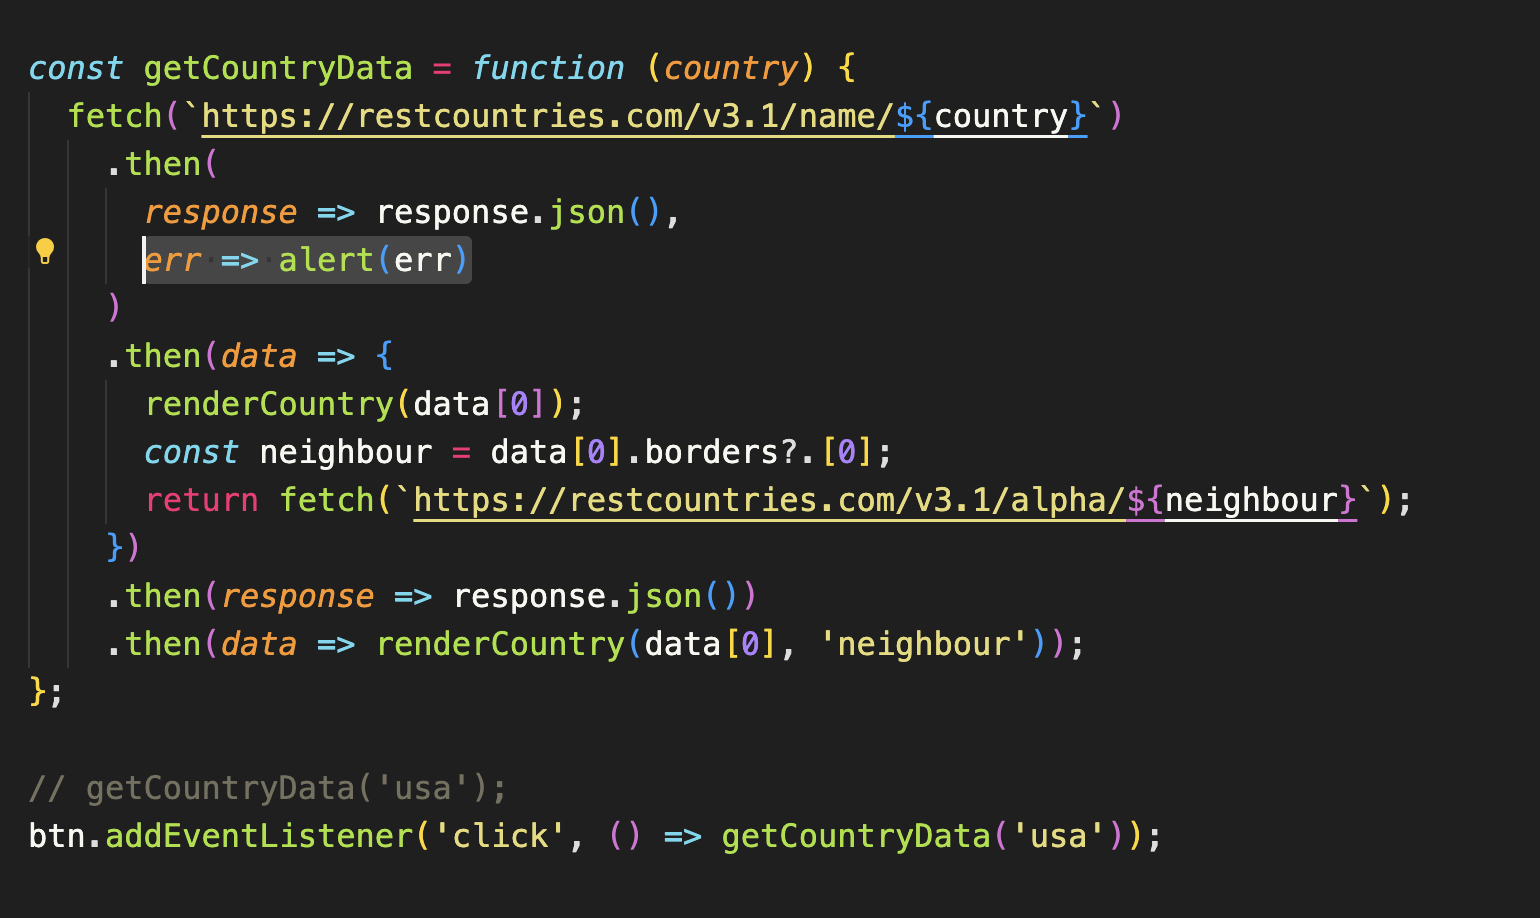 const getCountryData = function (country) {
  fetch(`https://restcountries.com/v3.1/name/${country}`)
    .then(
      response => response.json(),
      err => alert(err)
    )
    .then(data => {
      renderCountry(data[0]);
      const neighbour = data[0].borders?.[0];
      return fetch(`https://restcountries.com/v3.1/alpha/${neighbour}`);
    })
    .then(response => response.json())
    .then(data => renderCountry(data[0], 'neighbour'));
};

// getCountryData('usa');
btn.addEventListener('click', () => getCountryData('usa'));